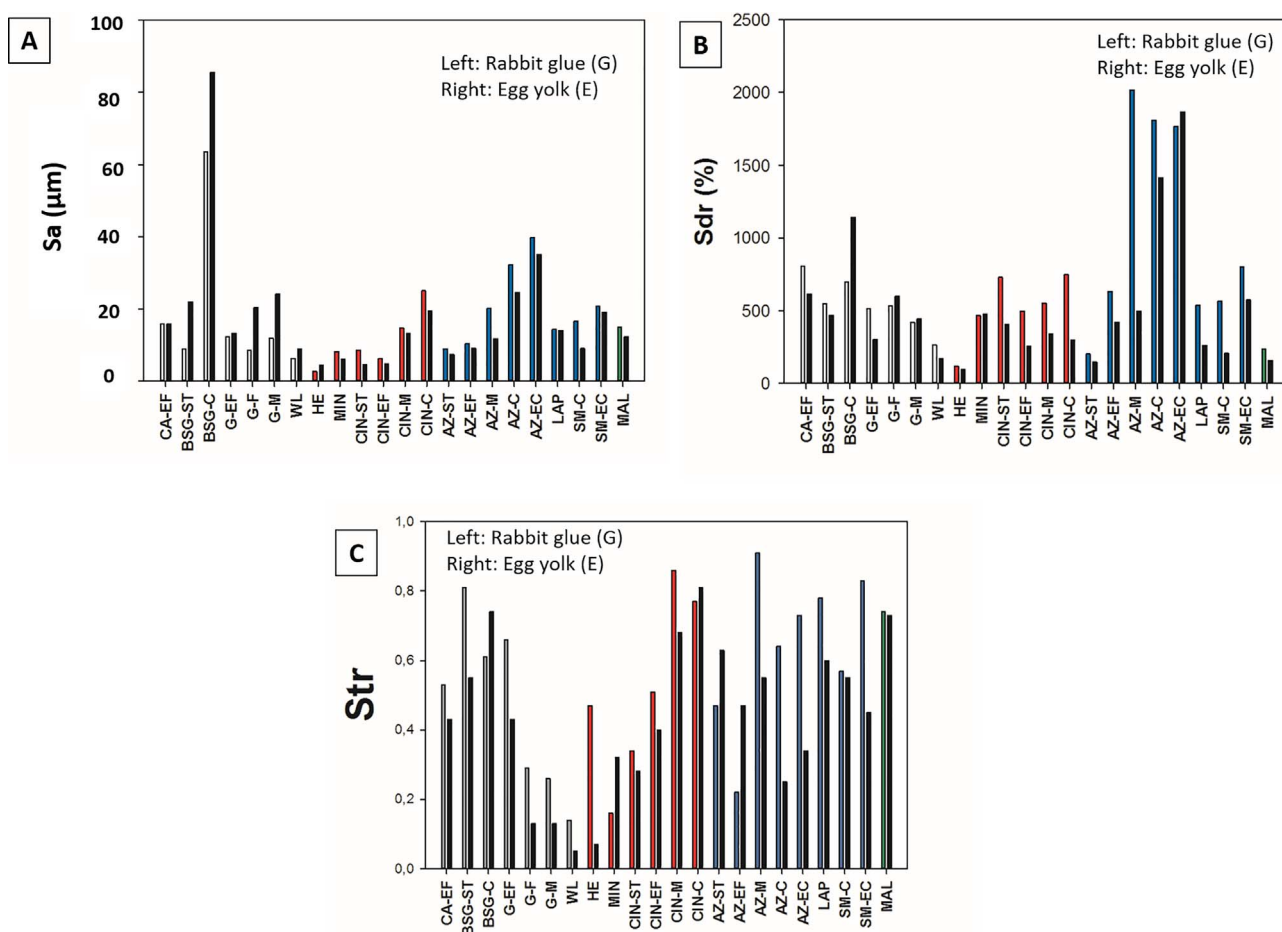 A
100
80
60
40
20
0
Sa (µm)
Left: Rabbit glue (G)
Right: Egg yolk (E)
CA-EF
BSG-ST
BSG-C
G-EF
G-F
G-M
WL
HE
MIN
CIN-ST
CIN-EF
CIN-M
CIN-C
AZ-ST
AZ-EF
AZ-M
AZ-C
AZ-EC
LAP
SM-C
SM-EC
MAL
B
2500
2000
1500
1000
500
0
Sdr (%)
Left: Rabbit glue (G)
Right: Egg yolk (E)
CA-EF
BSG-ST
BSG-C
G-EF
G-F
G-M
WL
HE
MIN
CIN-ST
CIN-EF
CIN-M
CIN-C
AZ-ST
AZ-EF
AZ-M
AZ-C
AZ-EC
LAP
SM-C
SM-EC
MAL
C
1,0
0,8
0,6
0,4
0,2
0,0
Str
Left: Rabbit glue (G)
Right: Egg yolk (E)
CA-EF
BSG-ST
BSG-C
G-EF
G-F
G-M
WL
HE
MIN
CIN-ST
CIN-EF
CIN-M
CIN-C
AZ-ST
AZ-EF
AZ-M
AZ-C
AZ-EC
LAP
SM-C
SM-EC
MAL